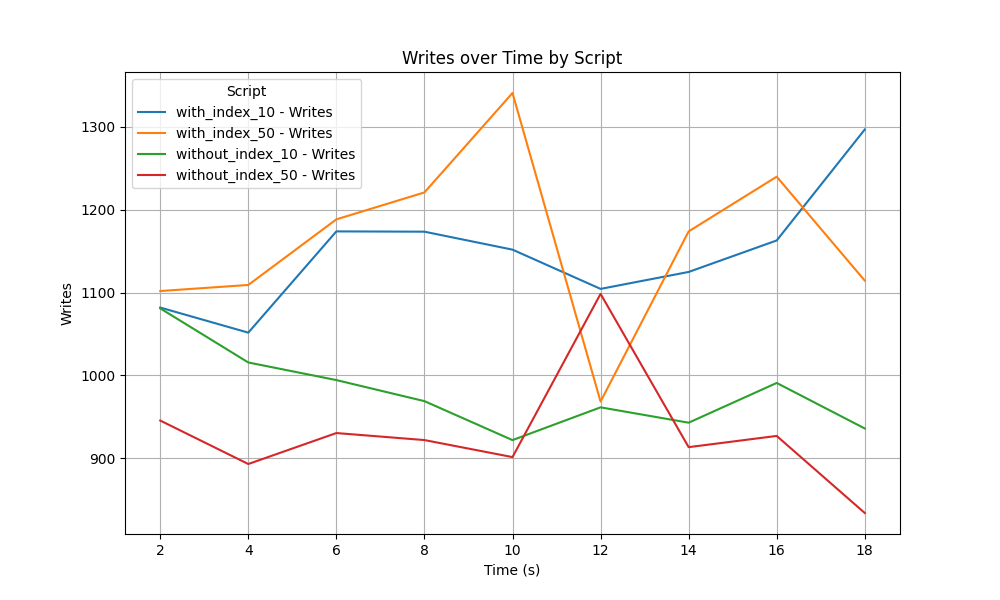 Writes over Time by Script
Script
with_index_10 - Writes
with_index_50 - Writes
without_index_10 - Writes
without_index_50 - Writes
1300
1200
1100
1000
900
Writes
2 4 6 8 10 12 14 16 18
Time (s)